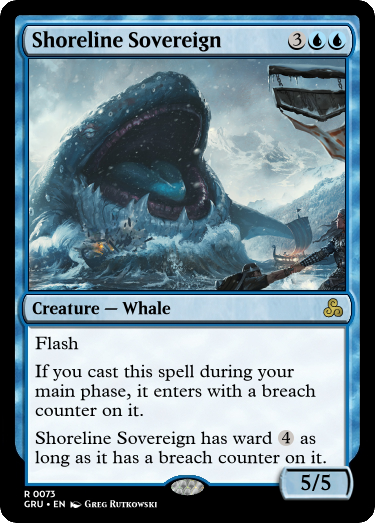 Shoreline Sovereign 3
Creature — Whale
Flash
If you cast this spell during your
main phase, it enters with a breach
counter on it.
Shoreline Sovereign has ward 4 as
long as it has a breach counter on it.
5/5
R 0073
GRU • EN Greg Rutkowski